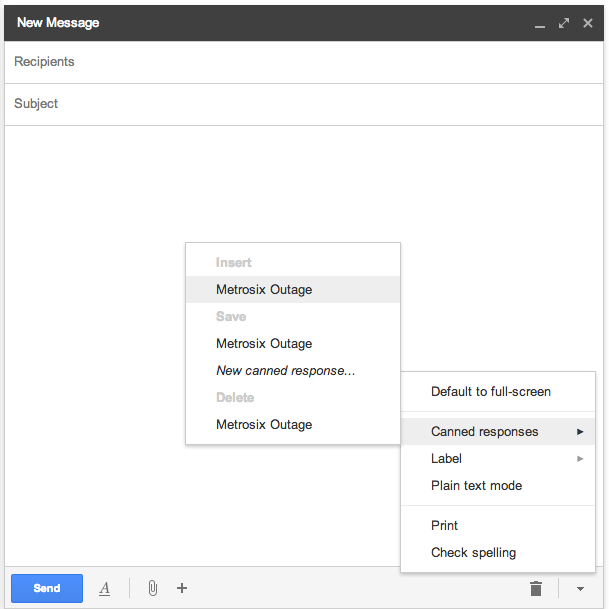 New Message
Recipients
Subject
Insert
Metrosix Outage
Save
Metrosix Outage
New canned response...
Delete
Metrosix Outage
Default to full-screen
Canned responses
Label
Plain text mode
Print
Check spelling
Send
A